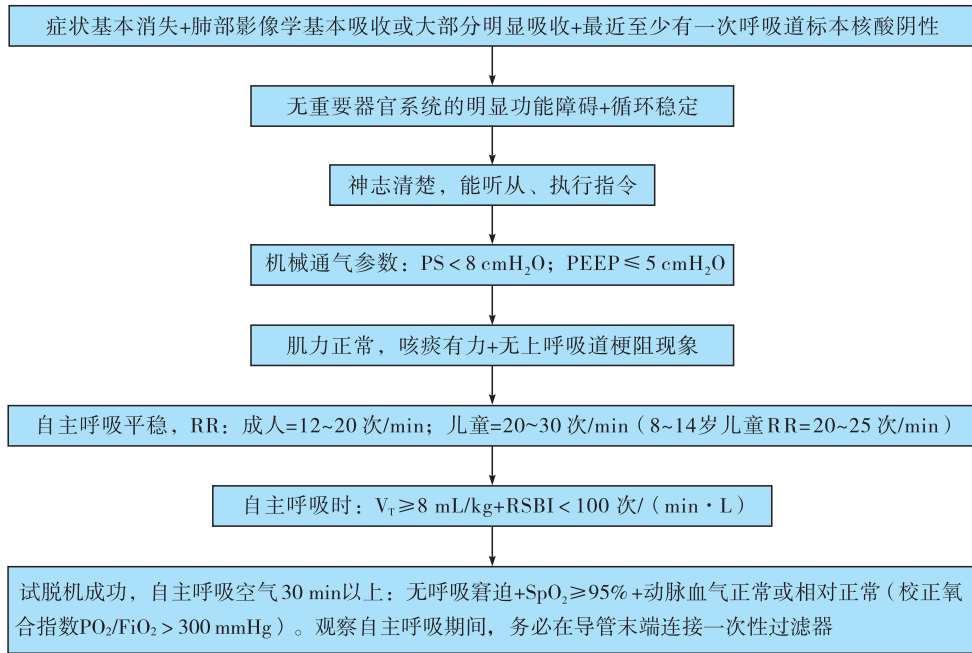 症状基本消失+肺部影像学基本吸收或大部分明显吸收+最近至少有一次呼吸道标本核酸阴性
无重要器官系统的明显功能障碍+循环稳定
神志清楚，能听从、执行指令
机械通气参数：PS＜8 cmH₂O；PEEP≤5 cmH₂O
肌力正常，咳痰有力+无上呼吸道梗阻现象
自主呼吸平稳，RR：成人=12~20 次/min；儿童=20~30 次/min（8~14岁儿童RR=20~25 次/min）
自主呼吸时：V_T≥8 mL/kg+RSBI＜100 次/（min·L）
试脱机成功，自主呼吸空气30 min以上：无呼吸窘迫+SpO₂≥95%+动脉血气正常或相对正常（校正氧
合指数PO₂/FiO₂＞300 mmHg）。观察自主呼吸期间，务必在导管末端连接一次性过滤器